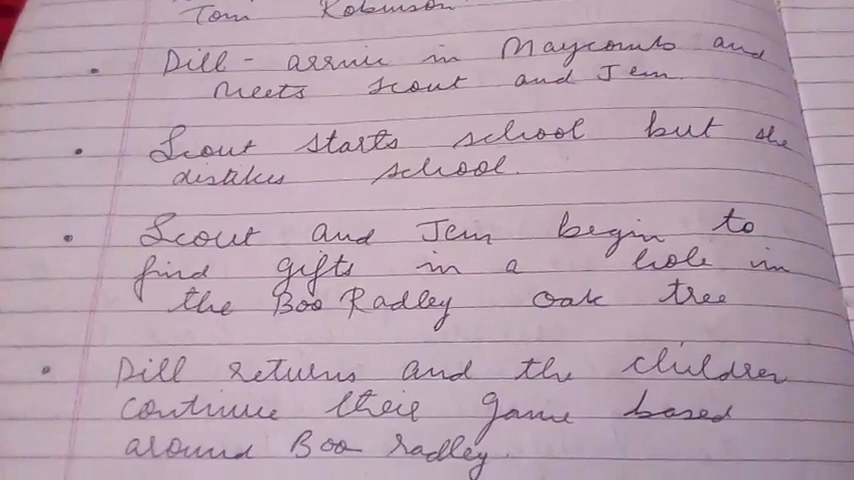 Tom Robinson
• Dill - arrive in Maycomb and
meets Scout and Jem.
• Scout starts school but she
dislikes school.
• Scout and Jem begin to
find gifts in a hole in
the Boo Radley oak tree
• Dill returns and the children
continue their game based
around Boo radley.